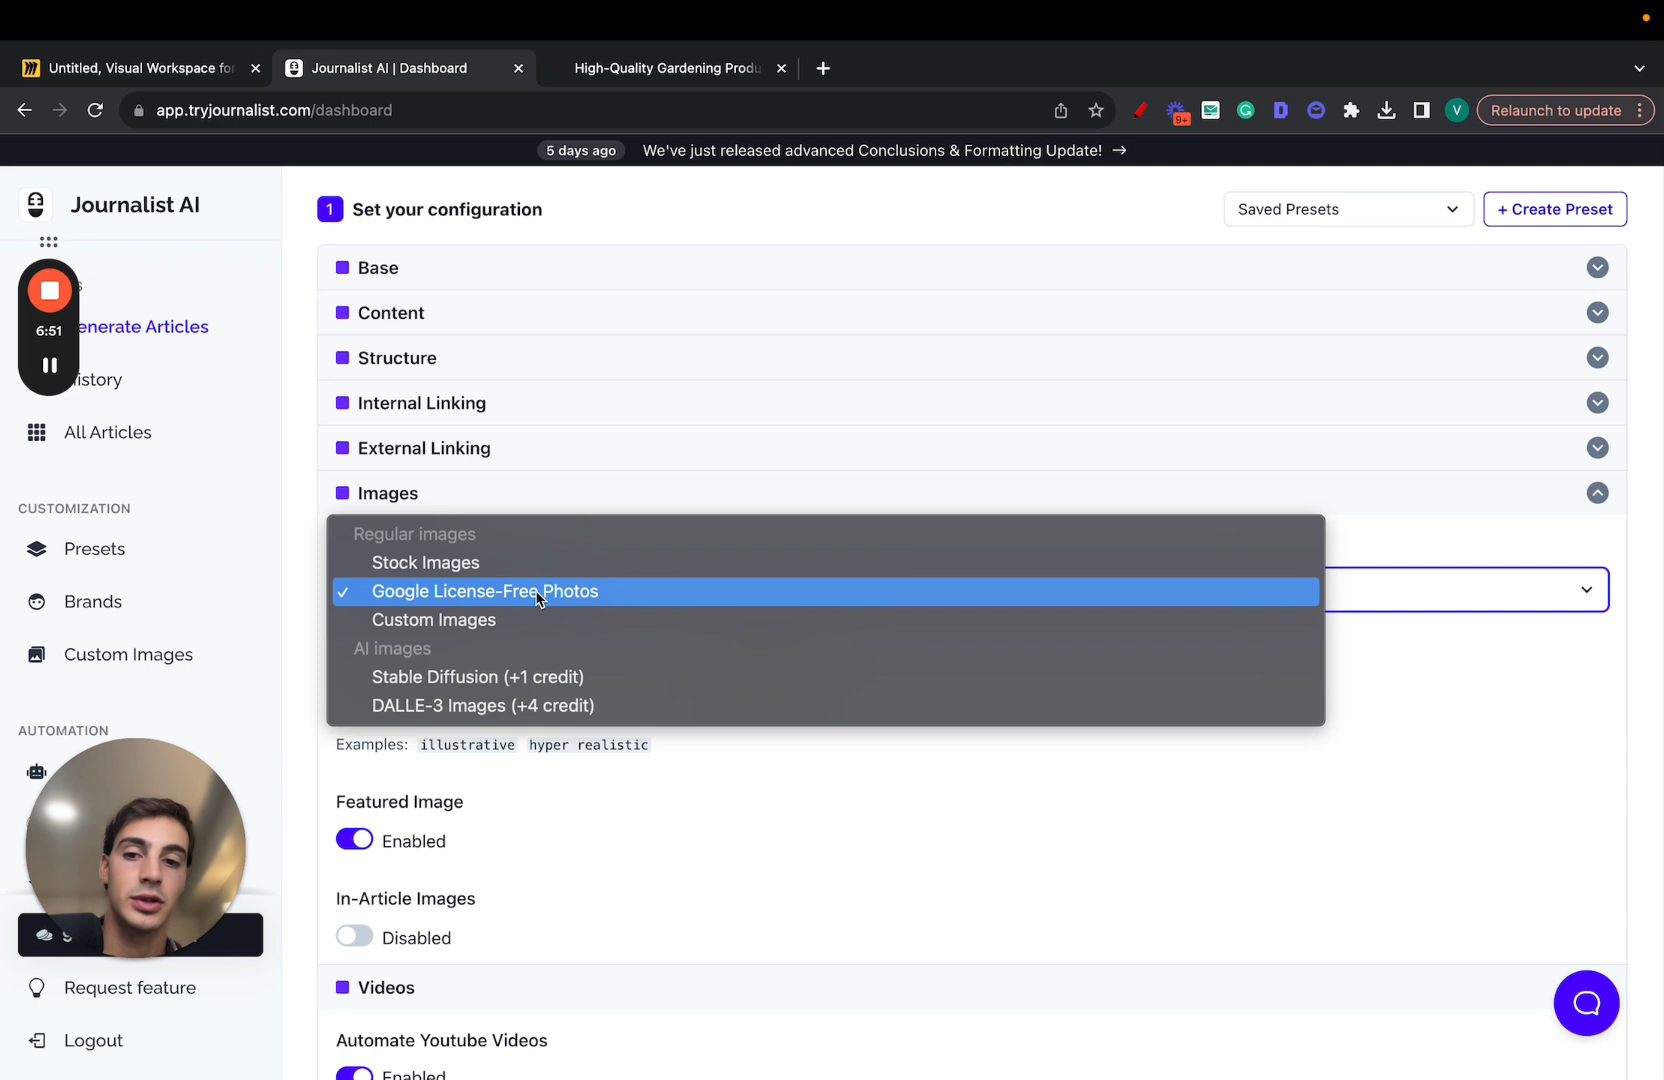 Untitled, Visual Workspace for
Journalist AI | Dashboard
High-Quality Gardening Produ
app.tryjournalist.com/dashboard
9+
V
Relaunch to update
5 days ago
We've just released advanced Conclusions & Formatting Update! →
Journalist AI
6:51
enerate Articles
istory
All Articles
CUSTOMIZATION
Presets
Brands
Custom Images
AUTOMATION
Request feature
Logout
1 Set your configuration
Saved Presets
+ Create Preset
Base
Content
Structure
Internal Linking
External Linking
Images
Regular images
Stock Images
✓ Google License-Free Photos
Custom Images
AI images
Stable Diffusion (+1 credit)
DALLE-3 Images (+4 credit)
Examples: illustrative hyper realistic
Featured Image
Enabled
In-Article Images
Disabled
Videos
Automate Youtube Videos
Enabled